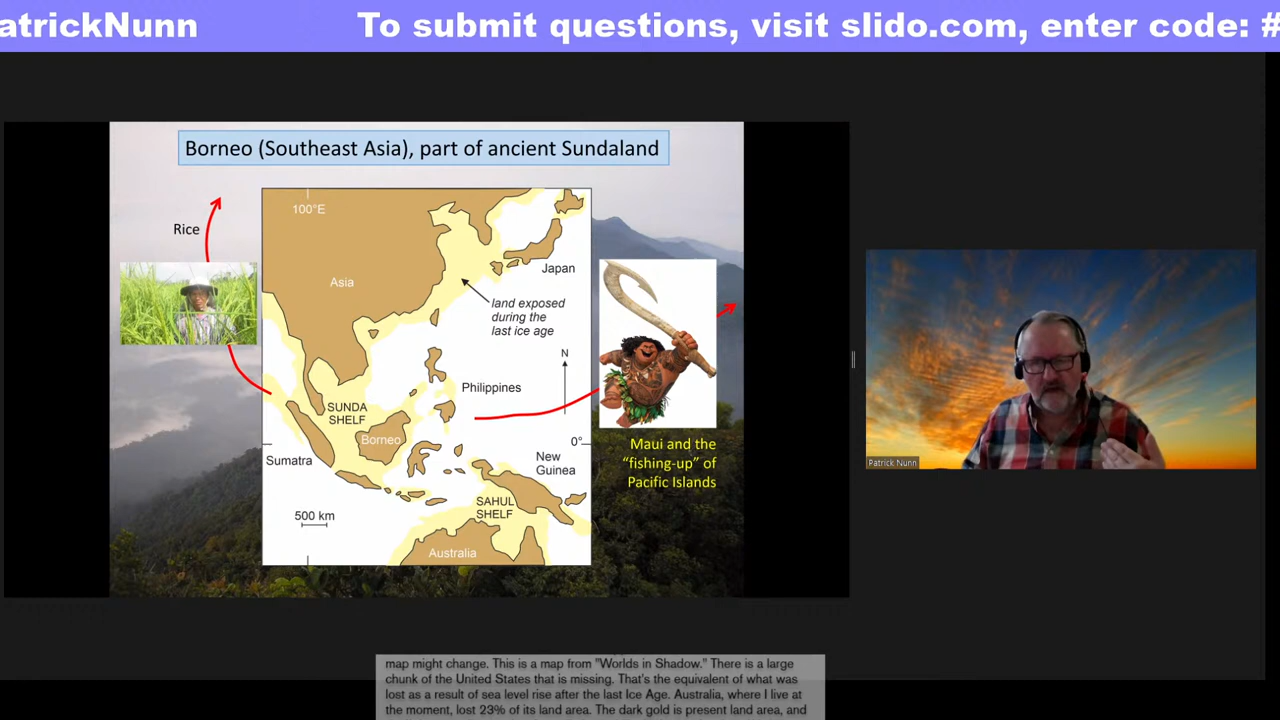 atrickNunn To submit questions, visit slido.com, enter code: #
Borneo (Southeast Asia), part of ancient Sundaland
Rice
100°E
Asia
Japan
land exposed
during the
last ice age
N
Philippines
SUNDA
SHELF
Borneo
0°
Sumatra
New
Guinea
SAHUL
SHELF
500 km
Australia
Maui and the
“fishing-up” of
Pacific Islands
Patrick Nunn
map might change. This is a map from "Worlds in Shadow." There is a large
chunk of the United States that is missing. That's the equivalent of what was
lost as a result of sea level rise after the last Ice Age. Australia, where I live at
the moment, lost 23% of its land area. The dark gold is present land area, and